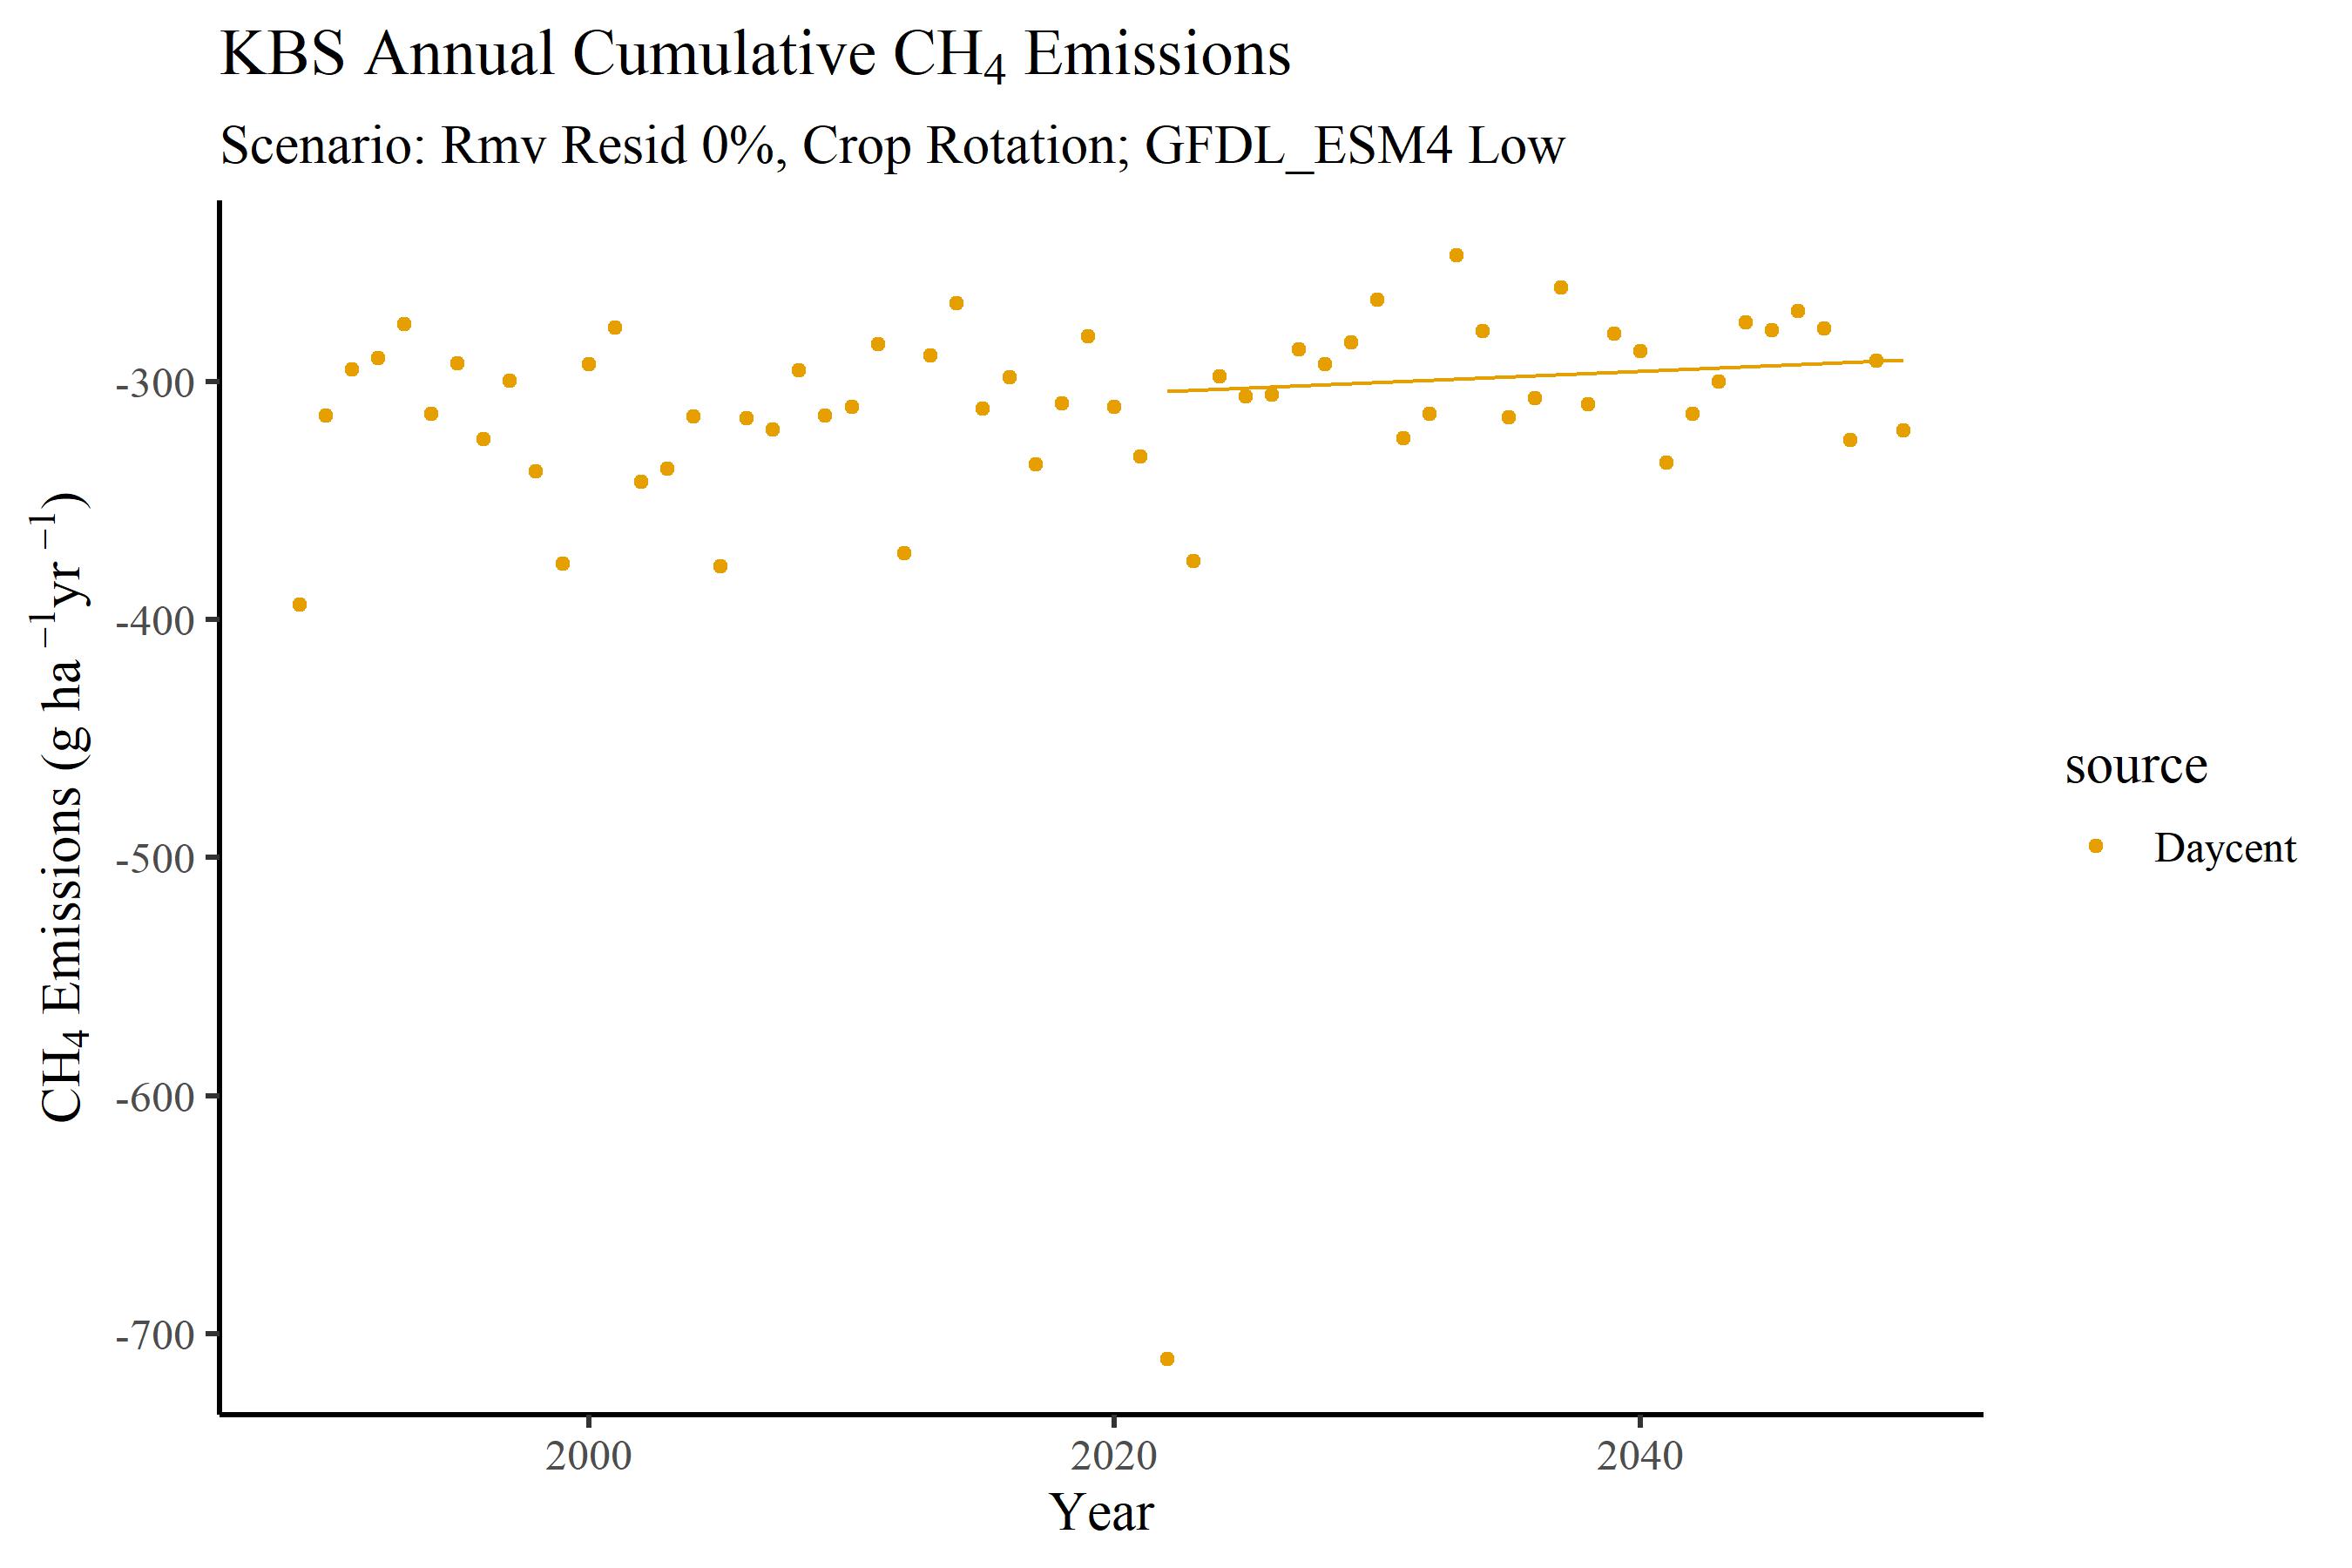 KBS Annual Cumulative CH₄ Emissions
Scenario: Rmv Resid 0%, Crop Rotation; GFDL_ESM4 Low
CH₄ Emissions (g ha⁻¹yr⁻¹)
-300
-400
-500
-600
-700
2000 2020 2040
Year
source
Daycent